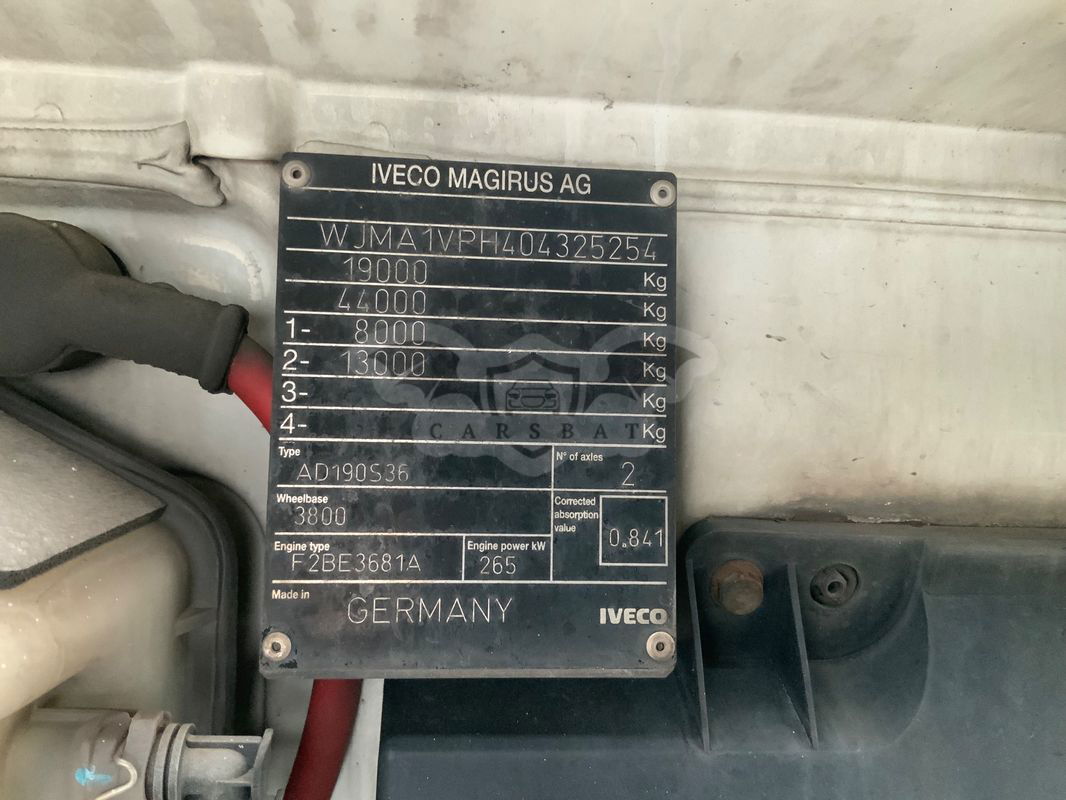 IVECO MAGIRUS AG
WJMA1VPH404325254
19000 Kg
44000 Kg
1- 8000 Kg
2- 13000 Kg
3- Kg
4- Kg
CARSBAT
Type
AD190S36
N° of axles
2
Wheelbase
3800
Corrected absorption value
0.841
Engine type
F2BE3681A
Engine power kW
265
Made in
GERMANY
IVECO